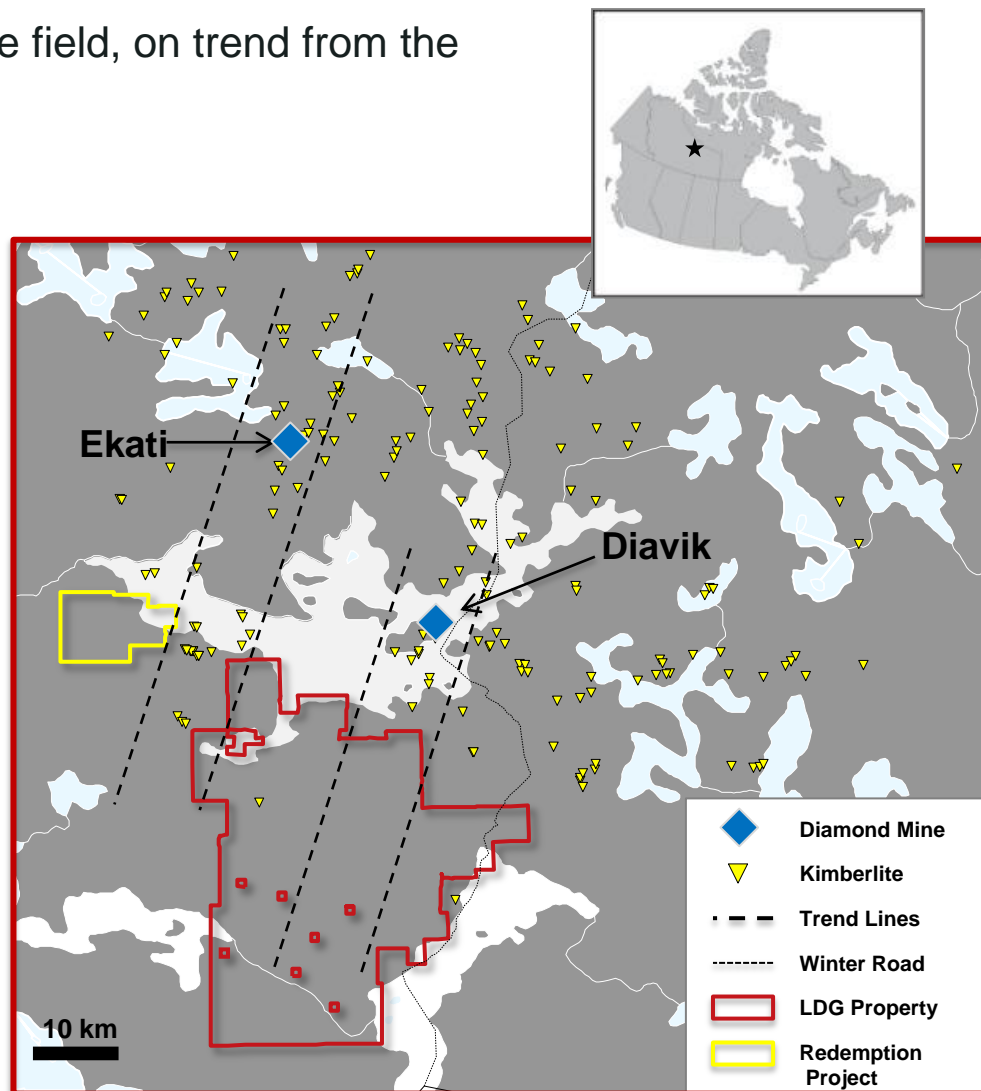 e field, on trend from the
Ekati
Diavik
Diamond Mine
Kimberlite
Trend Lines
Winter Road
LDG Property
Redemption
Project
10 km